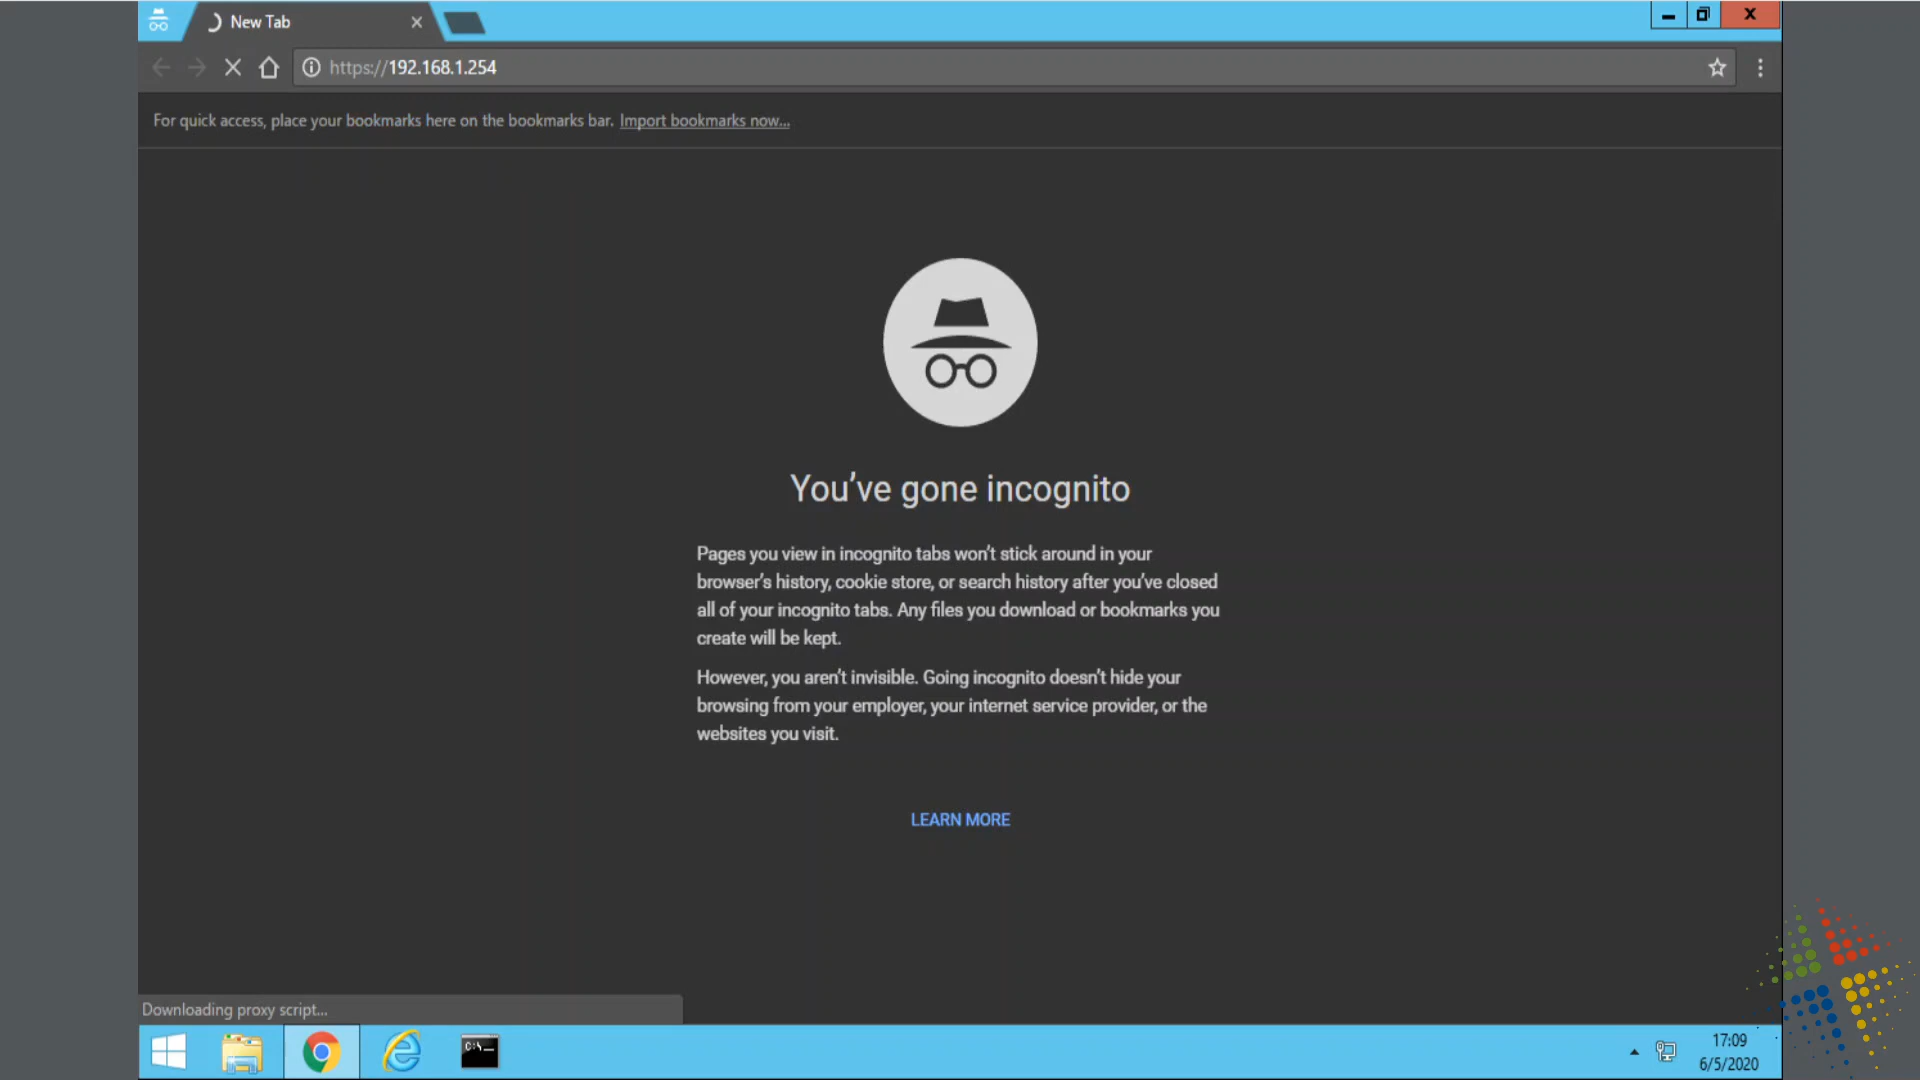 New Tab
https://192.168.1.254
For quick access, place your bookmarks here on the bookmarks bar. Import bookmarks now...
You've gone incognito
Pages you view in incognito tabs won't stick around in your
browser's history, cookie store, or search history after you've closed
all of your incognito tabs. Any files you download or bookmarks you
create will be kept.
However, you aren't invisible. Going incognito doesn't hide your
browsing from your employer, your internet service provider, or the
websites you visit.
LEARN MORE
Downloading proxy script...
C:\
17:09
6/5/2020